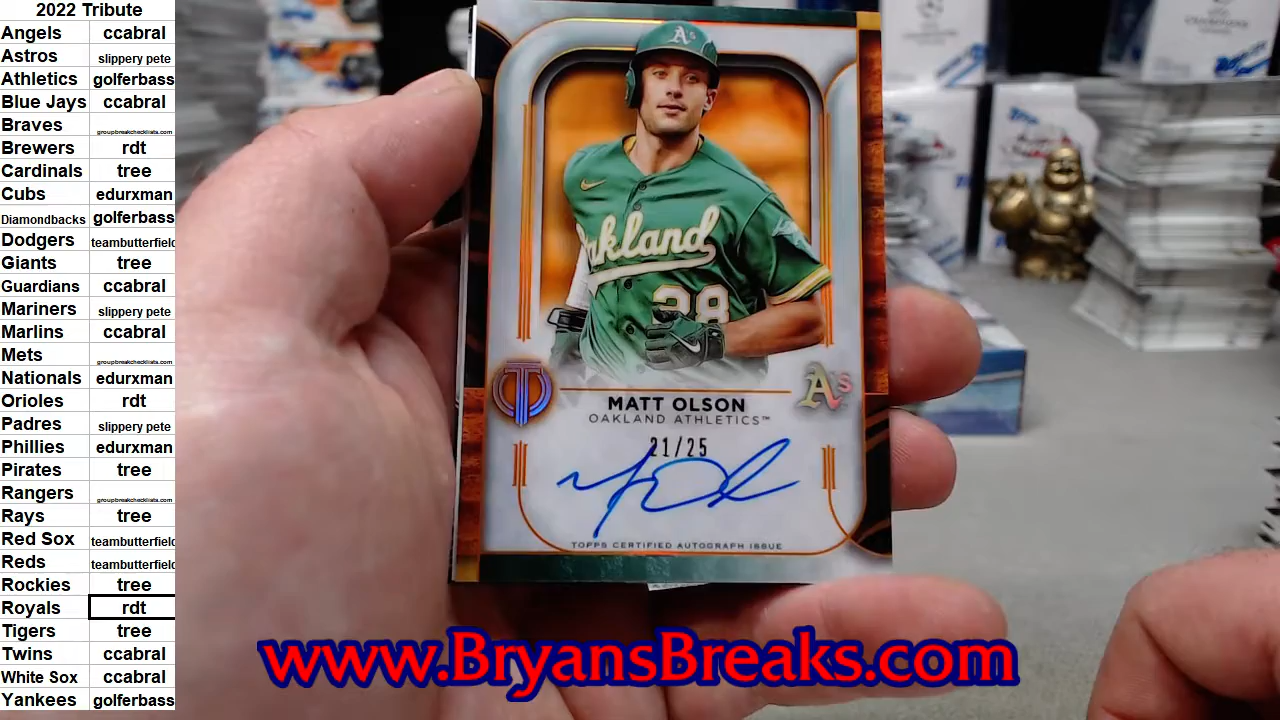 2022 Tribute
Angels ccabral
Astros slippery pete
Athletics golferbass
Blue Jays ccabral
Braves groupbreakchecklists.com
Brewers rdt
Cardinals tree
Cubs edurxman
Diamondbacks golferbass
Dodgers teambutterfield
Giants tree
Guardians ccabral
Mariners slippery pete
Marlins ccabral
Mets groupbreakchecklists.com
Nationals edurxman
Orioles rdt
Padres slippery pete
Phillies edurxman
Pirates tree
Rangers groupbreakchecklists.com
Rays tree
Red Sox teambutterfield
Reds teambutterfield
Rockies tree
Royals rdt
Tigers tree
Twins ccabral
White Sox ccabral
Yankees golferbass
A's
Oakland
28
A's
MATT OLSON
OAKLAND ATHLETICS™
21/25
TOPPS CERTIFIED AUTOGRAPH ISSUE
www.BryansBreaks.com